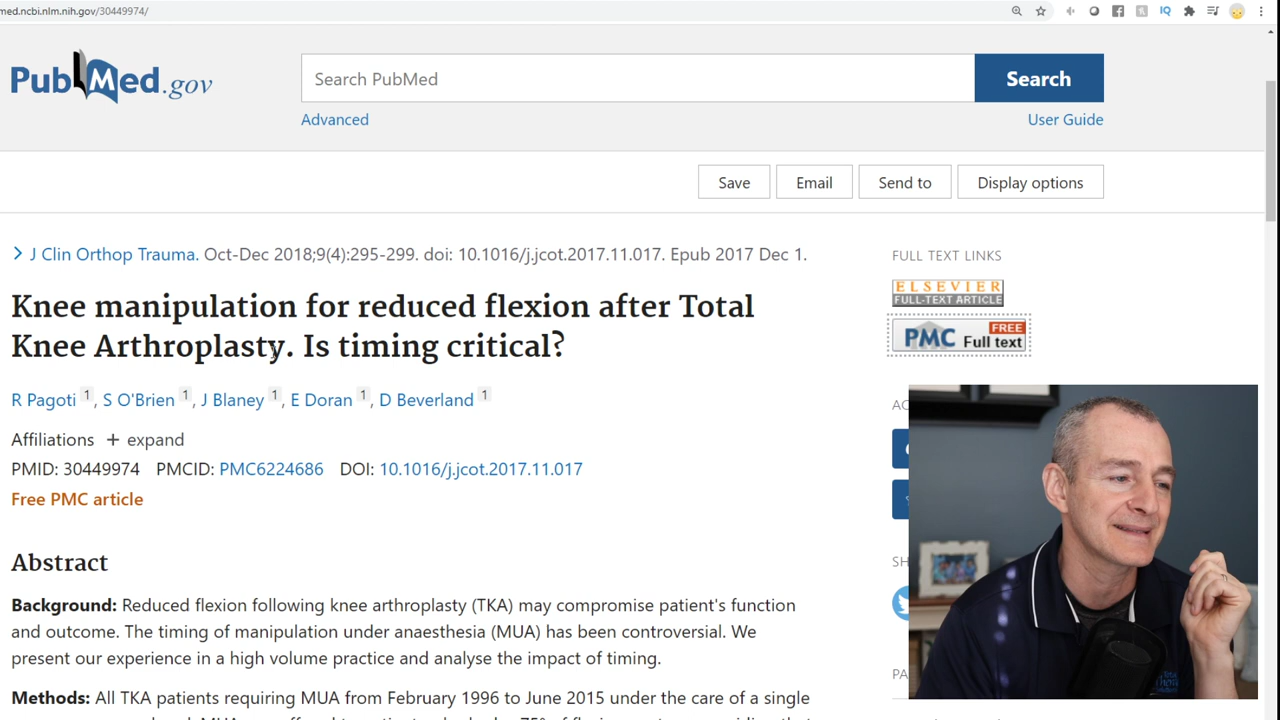 med.ncbi.nlm.nih.gov/30449974/
PubMed.gov
Search PubMed
Search
Advanced
User Guide
Save
Email
Send to
Display options
J Clin Orthop Trauma. Oct-Dec 2018;9(4):295-299. doi: 10.1016/j.jcot.2017.11.017. Epub 2017 Dec 1.
Knee manipulation for reduced flexion after Total
Knee Arthroplasty. Is timing critical?
R Pagoti 1, S O'Brien 1, J Blaney 1, E Doran 1, D Beverland 1
Affiliations + expand
PMID: 30449974 PMCID: PMC6224686 DOI: 10.1016/j.jcot.2017.11.017
Free PMC article
Abstract
Background: Reduced flexion following knee arthroplasty (TKA) may compromise patient's function
and outcome. The timing of manipulation under anaesthesia (MUA) has been controversial. We
present our experience in a high volume practice and analyse the impact of timing.
Methods: All TKA patients requiring MUA from February 1996 to June 2015 under the care of a single
FULL TEXT LINKS
ELSEVIER
FULL-TEXT ARTICLE
PMC Full text
FREE
AC
SH
PA
IQ